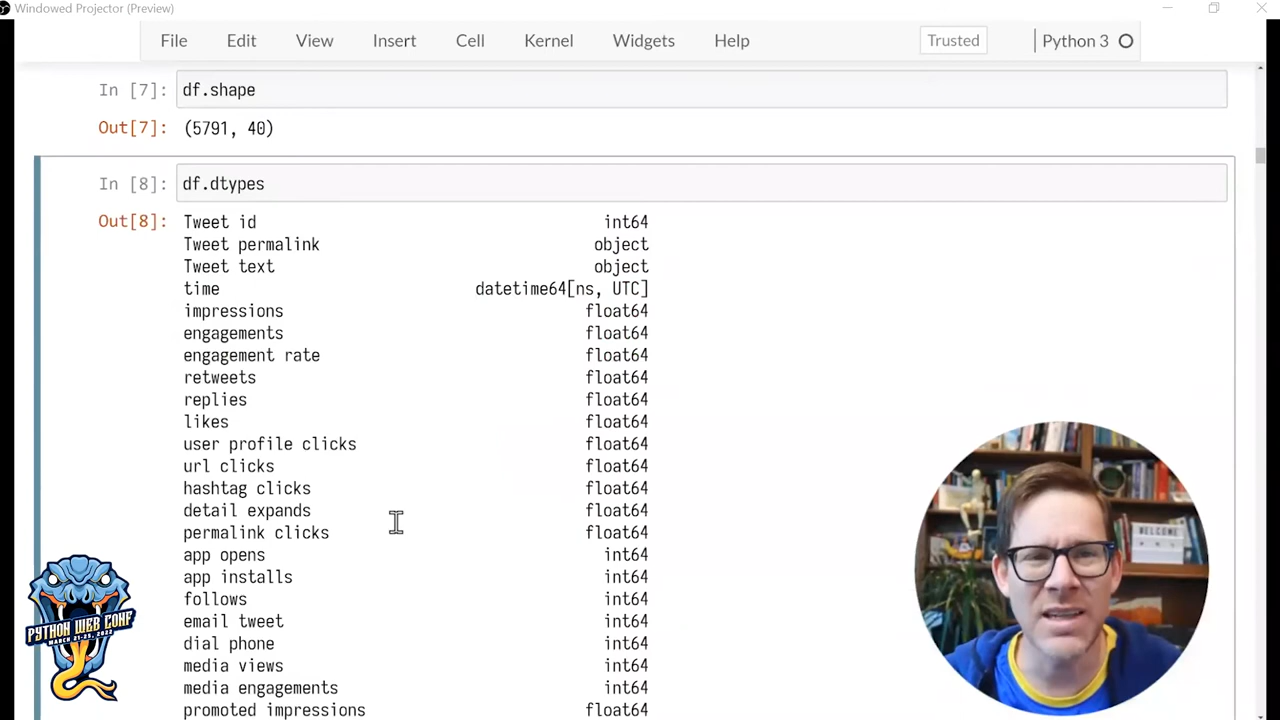 Windowed Projector (Preview)
File Edit View Insert Cell Kernel Widgets Help Trusted Python 3
In [7]: df.shape
Out[7]: (5791, 40)
In [8]: df.dtypes
Out[8]: Tweet id int64
Tweet permalink object
Tweet text object
time datetime64[ns, UTC]
impressions float64
engagements float64
engagement rate float64
retweets float64
replies float64
likes float64
user profile clicks float64
url clicks float64
hashtag clicks float64
detail expands float64
permalink clicks float64
app opens int64
app installs int64
follows int64
email tweet int64
dial phone int64
media views int64
media engagements int64
promoted impressions float64
WELCOME
PYTHON WEB CONF
MARCH 21-25, 2022